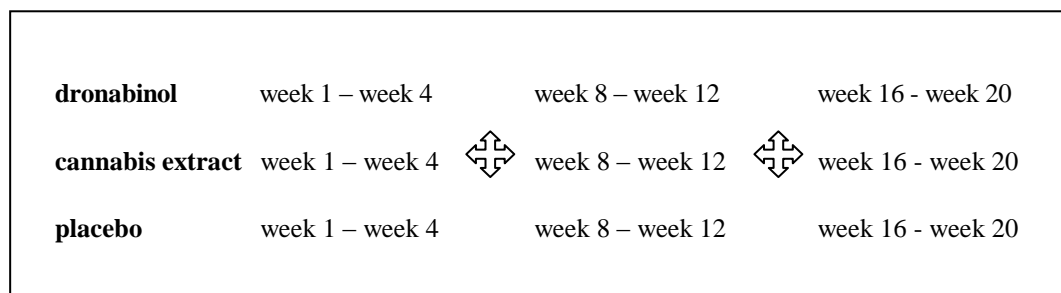 dronabinol week 1 – week 4 week 8 – week 12 week 16 - week 20
cannabis extract week 1 – week 4 week 8 – week 12 week 16 - week 20
placebo week 1 – week 4 week 8 – week 12 week 16 - week 20